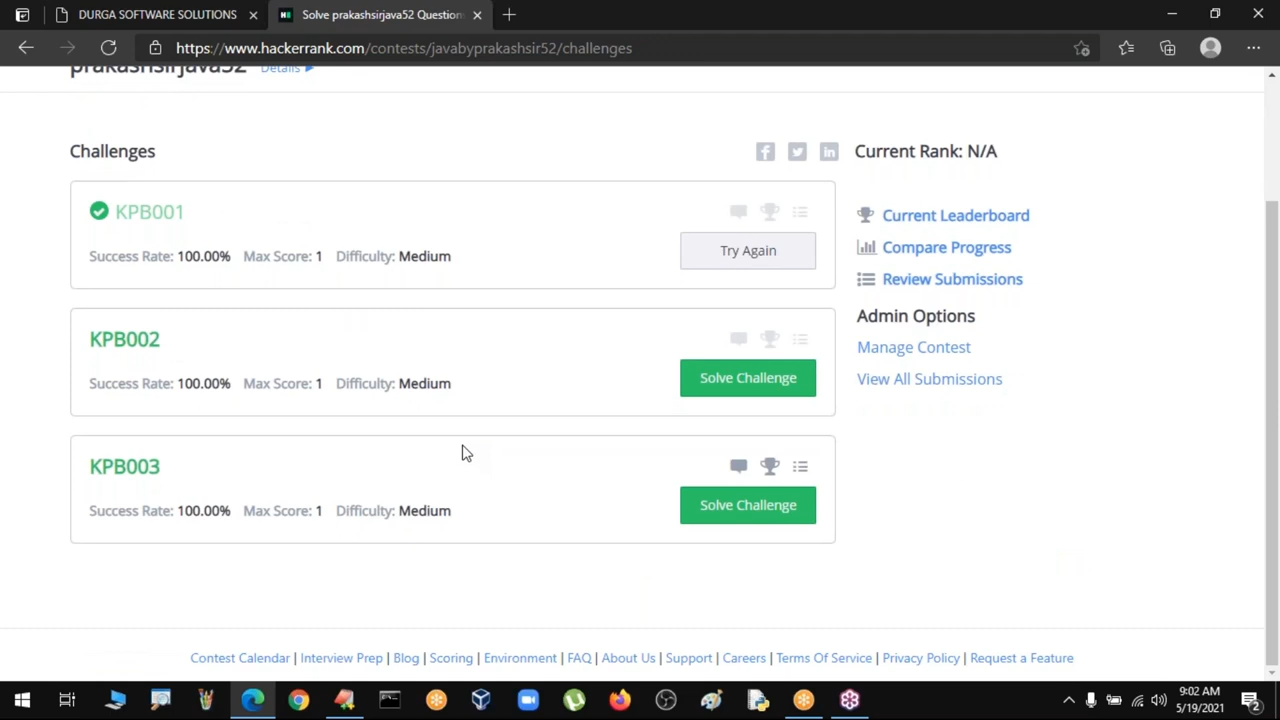 DURGA SOFTWARE SOLUTIONS
Solve prakashsirjava52 Question
https://www.hackerrank.com/contests/javabyprakashsir52/challenges
prakashsirjava52 Details
Challenges
Current Rank: N/A
KPB001
Success Rate: 100.00% Max Score: 1 Difficulty: Medium
Try Again
KPB002
Success Rate: 100.00% Max Score: 1 Difficulty: Medium
Solve Challenge
KPB003
Success Rate: 100.00% Max Score: 1 Difficulty: Medium
Solve Challenge
Current Leaderboard
Compare Progress
Review Submissions
Admin Options
Manage Contest
View All Submissions
Contest Calendar | Interview Prep | Blog | Scoring | Environment | FAQ | About Us | Support | Careers | Terms Of Service | Privacy Policy | Request a Feature
9:02 AM
5/19/2021
2